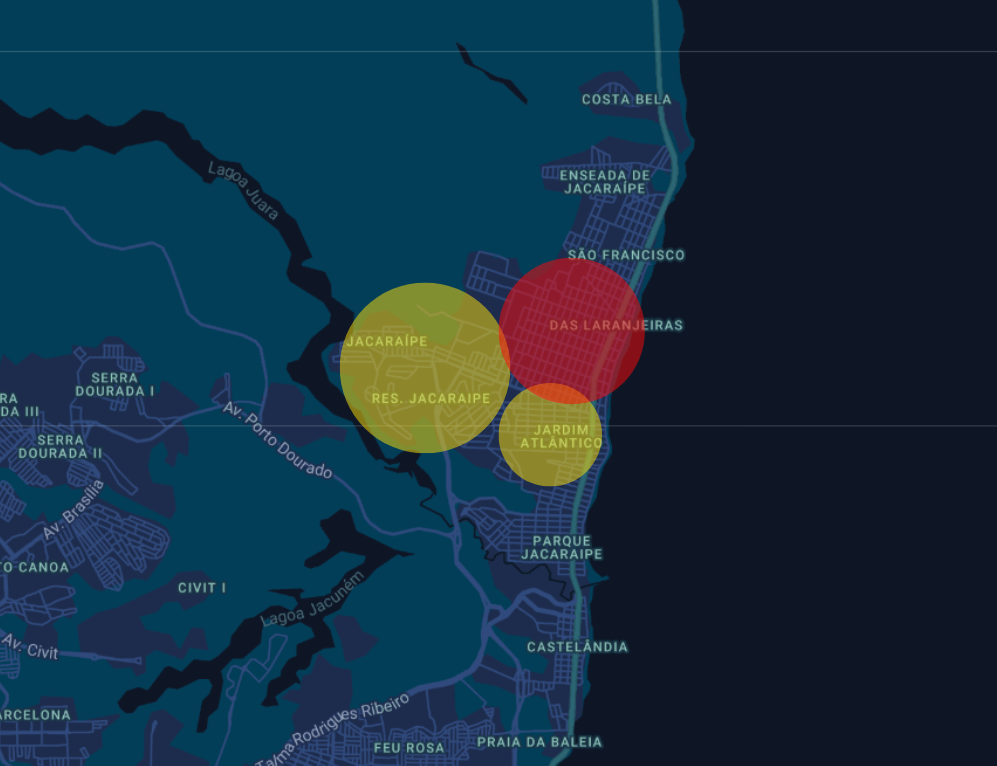 COSTA BELA
Lagoa Juara
ENSEADA DE
JACARAÍPE
SÃO FRANCISCO
DAS LARANJEIRAS
JACARAÍPE
SERRA
DOURADA I
RES. JACARAIPE
RA
DA III
Av. Porto Dourado
JARDIM
ATLÂNTICO
SERRA
DOURADA II
Av. Brasília
PARQUE
JACARAIPE
TO CANOA
CIVIT I
Lagoa Jacuném
Av. Civit
CASTELÂNDIA
ARCELONA
Talma Rodrigues Ribeiro
FEU ROSA
PRAIA DA BALEIA